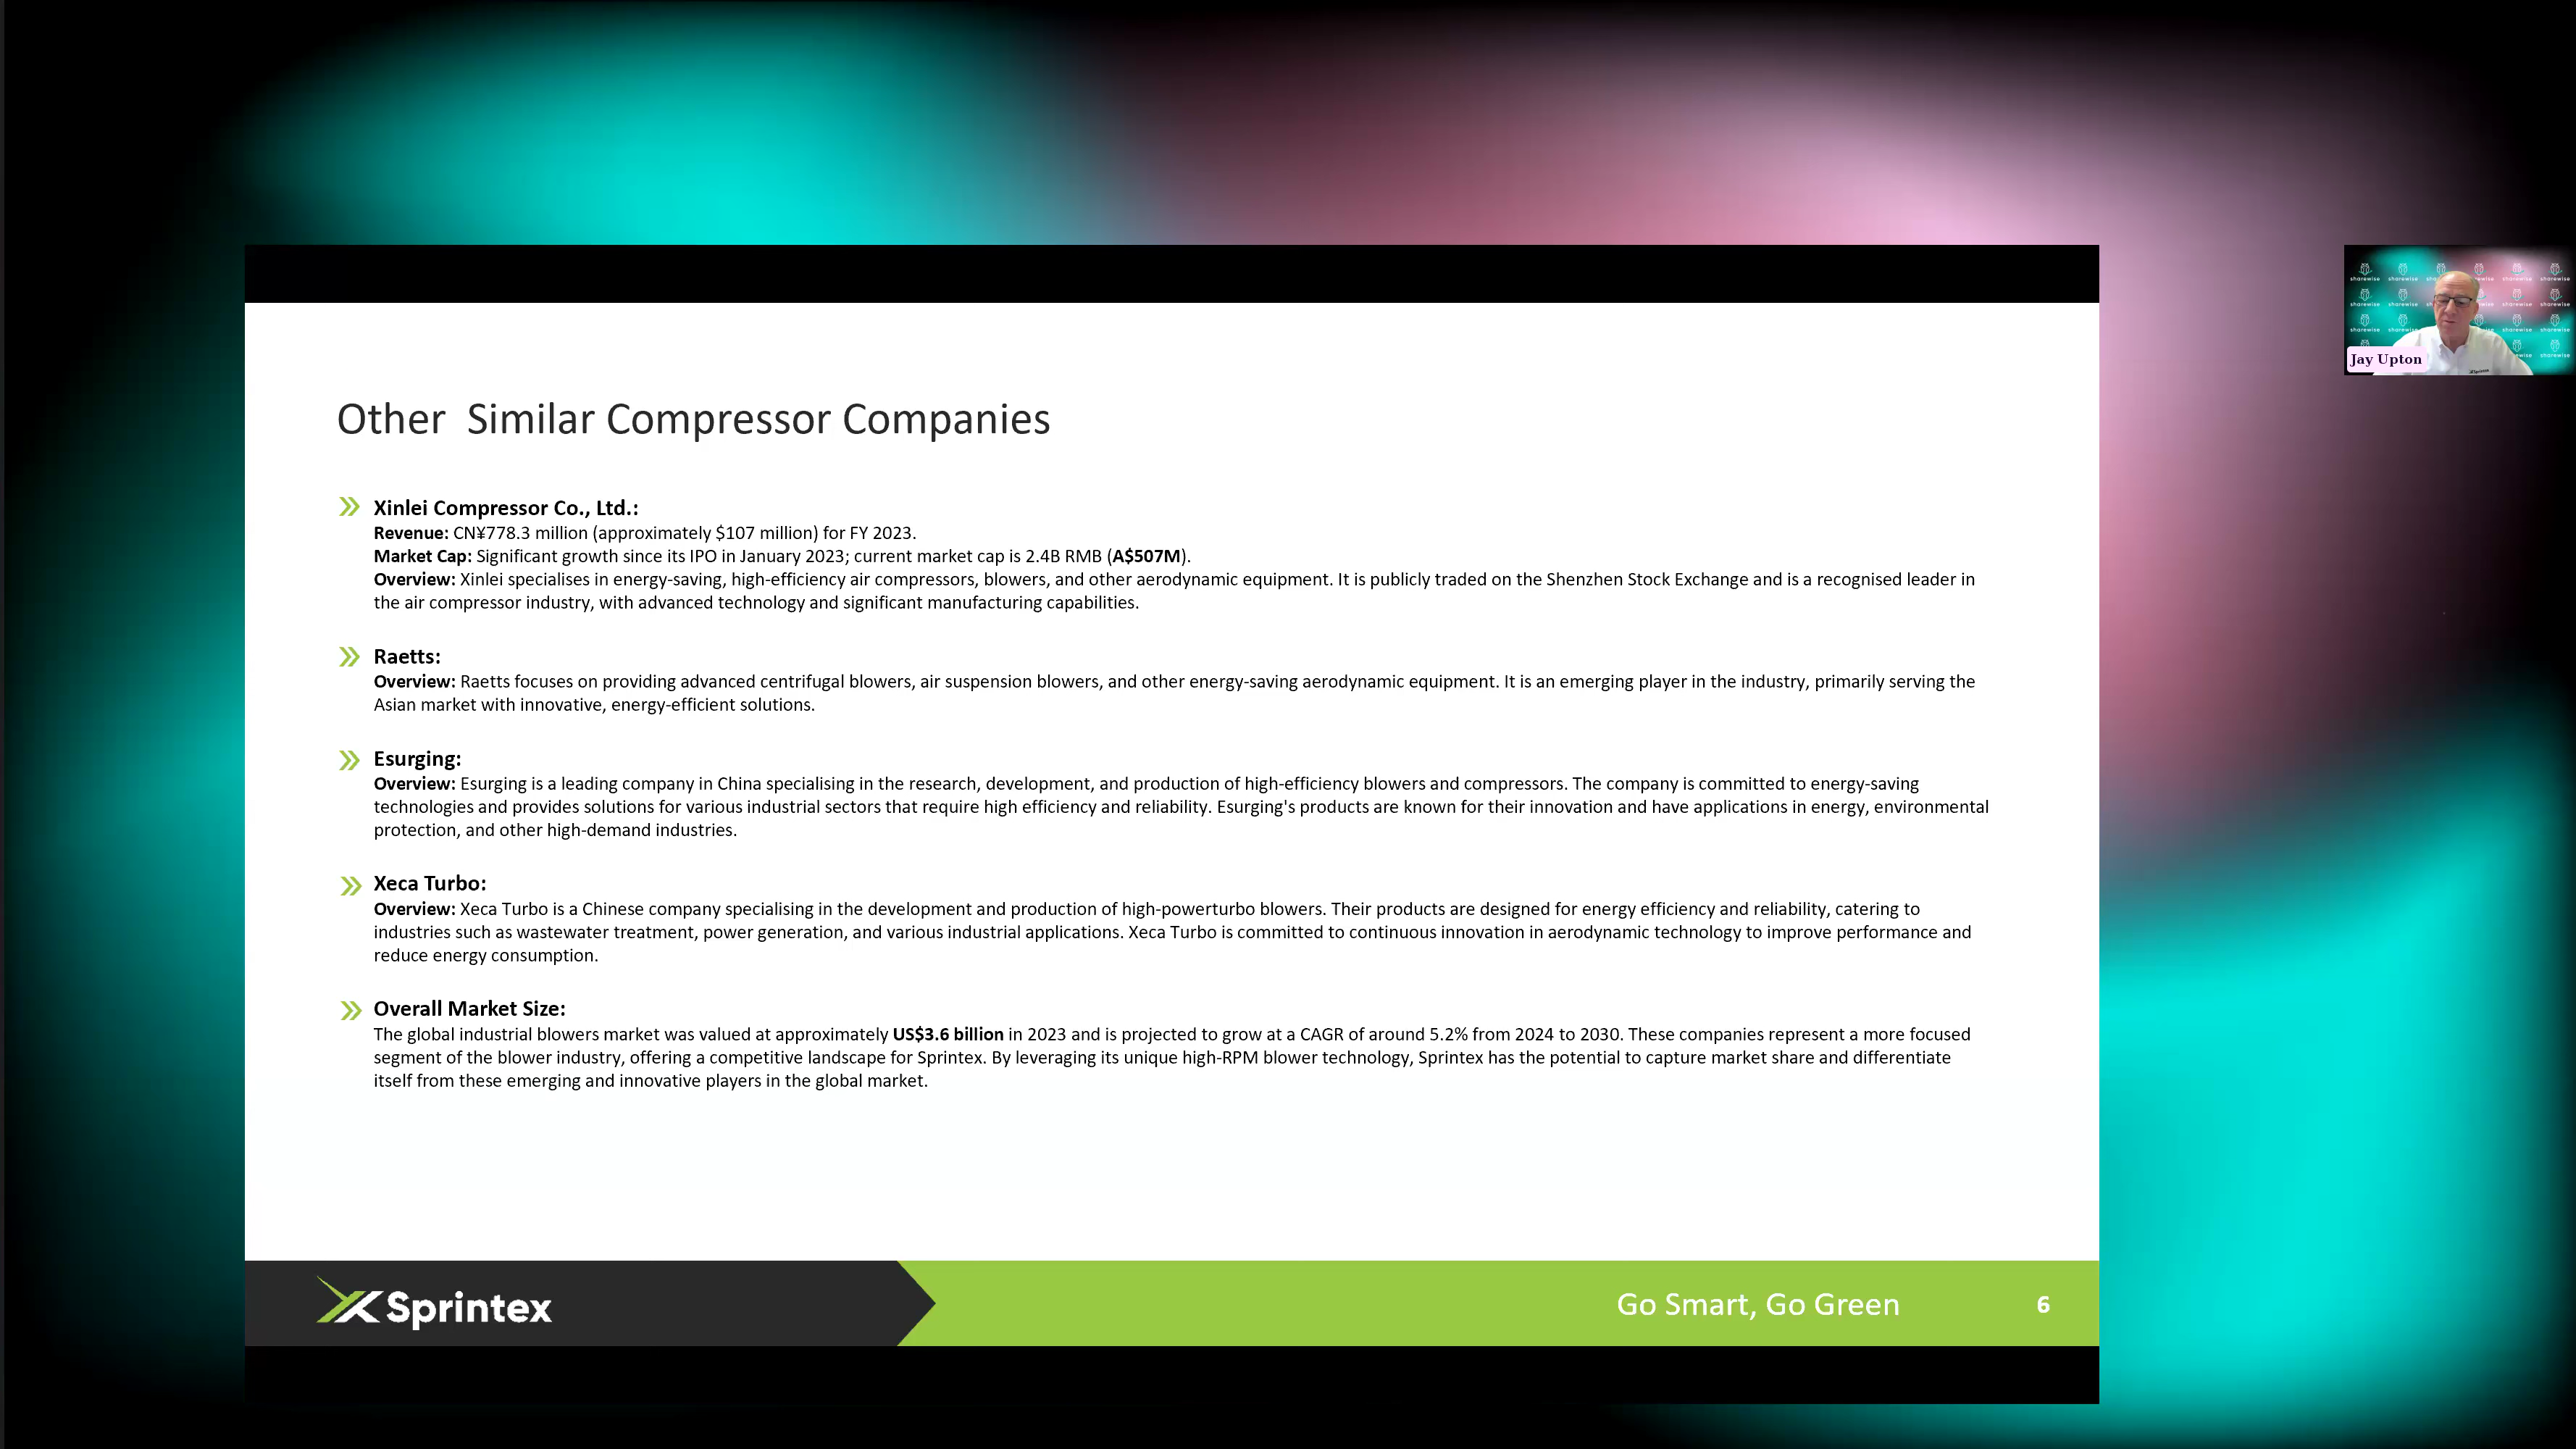 Other  Similar Compressor Companies
Xinlei Compressor Co., Ltd.:
Revenue: CN¥778.3 million (approximately $107 million) for FY 2023.
Market Cap: Significant growth since its IPO in January 2023; current market cap is 2.4B RMB (A$507M).
Overview: Xinlei specialises in energy-saving, high-efficiency air compressors, blowers, and other aerodynamic equipment. It is publicly traded on the Shenzhen Stock Exchange and is a recognised leader in
the air compressor industry, with advanced technology and significant manufacturing capabilities.
Raetts:
Overview: Raetts focuses on providing advanced centrifugal blowers, air suspension blowers, and other energy-saving aerodynamic equipment. It is an emerging player in the industry, primarily serving the
Asian market with innovative, energy-efficient solutions.
Esurging:
Overview: Esurging is a leading company in China specialising in the research, development, and production of high-efficiency blowers and compressors. The company is committed to energy-saving
technologies and provides solutions for various industrial sectors that require high efficiency and reliability. Esurging's products are known for their innovation and have applications in energy, environmental
protection, and other high-demand industries.
Xeca Turbo:
Overview: Xeca Turbo is a Chinese company specialising in the development and production of high-powerturbo blowers. Their products are designed for energy efficiency and reliability, catering to
industries such as wastewater treatment, power generation, and various industrial applications. Xeca Turbo is committed to continuous innovation in aerodynamic technology to improve performance and
reduce energy consumption.
Overall Market Size:
The global industrial blowers market was valued at approximately US$3.6 billion in 2023 and is projected to grow at a CAGR of around 5.2% from 2024 to 2030. These companies represent a more focused
segment of the blower industry, offering a competitive landscape for Sprintex. By leveraging its unique high-RPM blower technology, Sprintex has the potential to capture market share and differentiate
itself from these emerging and innovative players in the global market.
Sprintex
Go Smart, Go Green
6
Jay Upton
sharewise